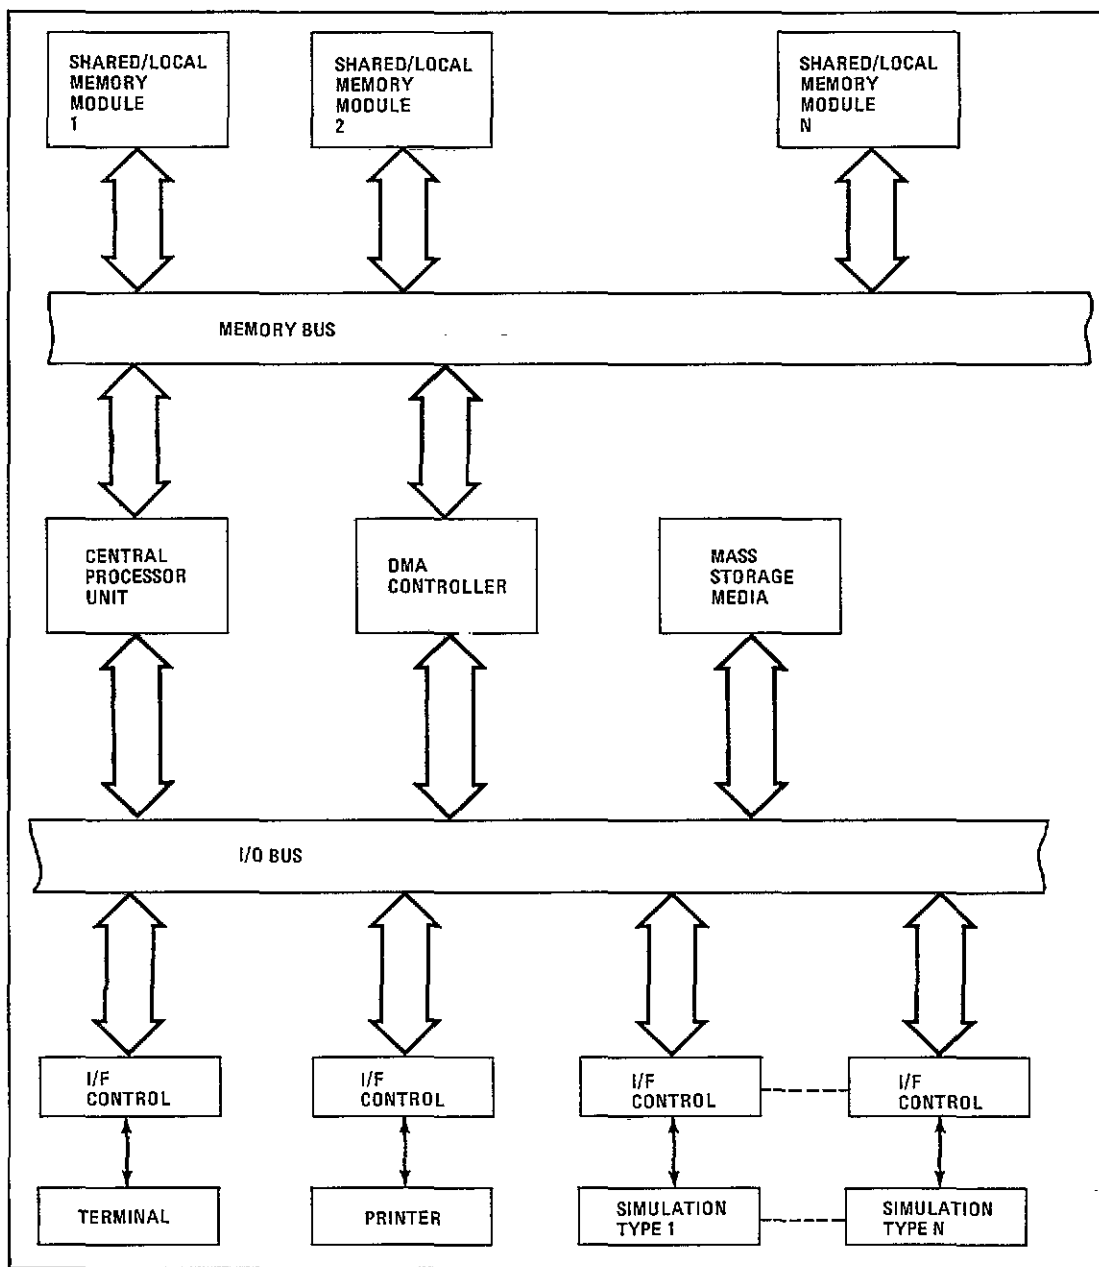 SHARED/LOCAL
MEMORY
MODULE
1
SHARED/LOCAL
MEMORY
MODULE
2
SHARED/LOCAL
MEMORY
MODULE
N
MEMORY BUS
CENTRAL
PROCESSOR
UNIT
DMA
CONTROLLER
MASS
STORAGE
MEDIA
I/O BUS
I/F
CONTROL
I/F
CONTROL
I/F
CONTROL
I/F
CONTROL
TERMINAL
PRINTER
SIMULATION
TYPE 1
SIMULATION
TYPE N